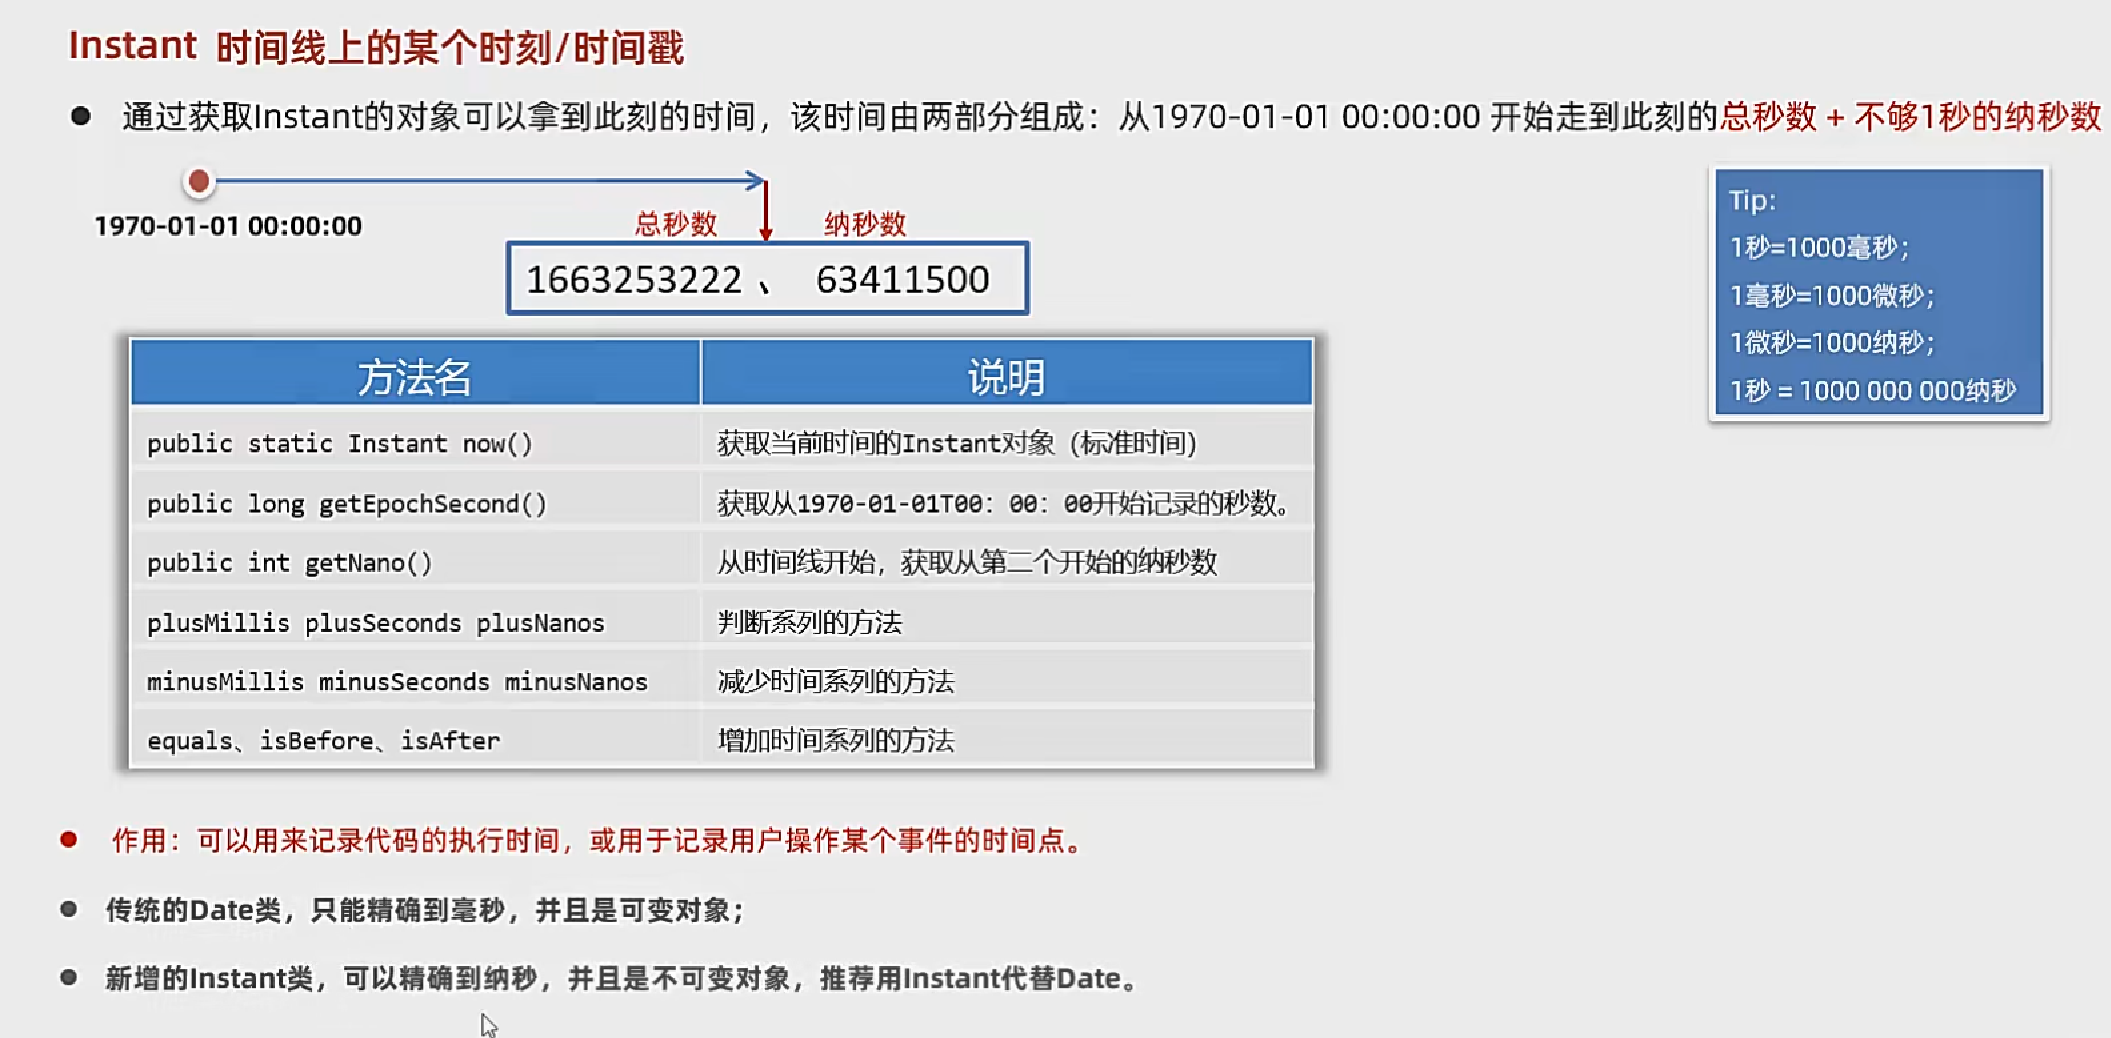 Instant 时间线上的某个时刻/时间戳
● 通过获取Instant的对象可以拿到此刻的时间，该时间由两部分组成：从1970-01-01 00:00:00 开始走到此刻的总秒数 + 不够1秒的纳秒数
1970-01-01 00:00:00
总秒数 纳秒数
1663253222 、 63411500
Tip:
1秒=1000毫秒；
1毫秒=1000微秒；
1微秒=1000纳秒；
1秒 = 1000 000 000纳秒
方法名 说明
public static Instant now() 获取当前时间的Instant对象（标准时间）
public long getEpochSecond() 获取从1970-01-01T00：00：00开始记录的秒数。
public int getNano() 从时间线开始，获取从第二个开始的纳秒数
plusMillis plusSeconds plusNanos 判断系列的方法
minusMillis minusSeconds minusNanos 减少时间系列的方法
equals、isBefore、isAfter 增加时间系列的方法
● 作用：可以用来记录代码的执行时间，或用于记录用户操作某个事件的时间点。
● 传统的Date类，只能精确到毫秒，并且是可变对象；
● 新增的Instant类，可以精确到纳秒，并且是不可变对象，推荐用Instant代替Date。